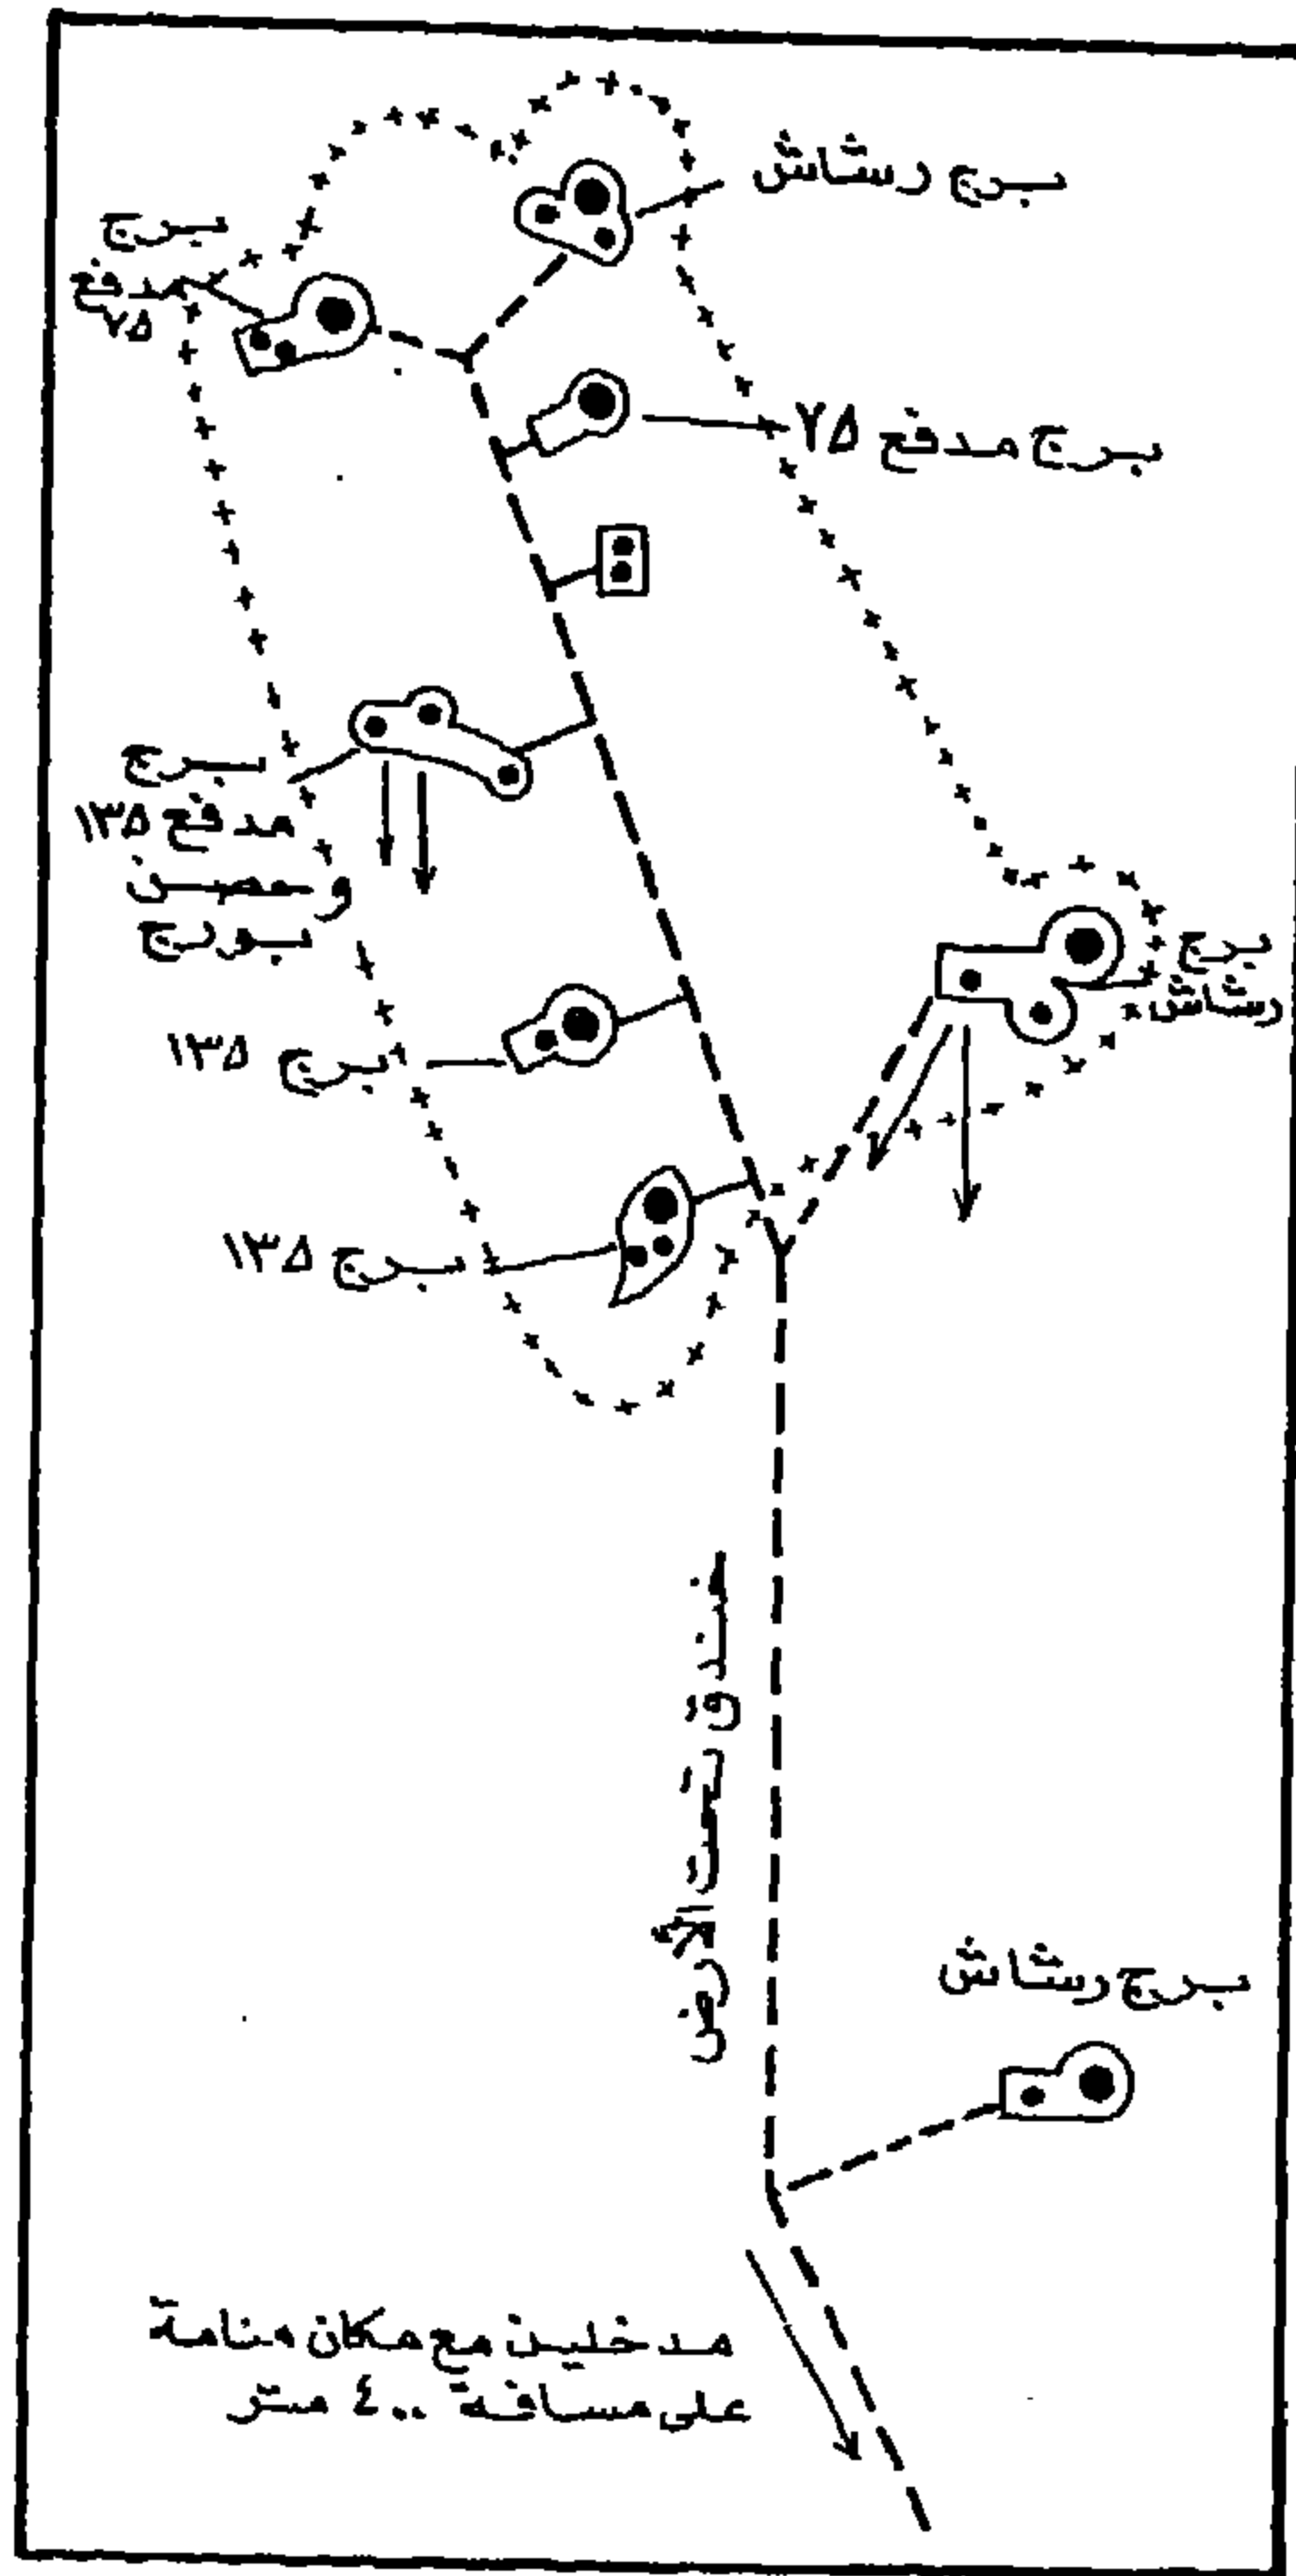 برج رشاش
برج
مدفع
٧٥
برج مدفع ٧٥
برج
مدفع ١٣٥
و حصن
بورج
برج
رشاش
برج ١٣٥
برج ١٣٥
خندق تحت الأرض
برج رشاش
مدخلين مع مكان منامة
على مسافة ٤٠٠ متر